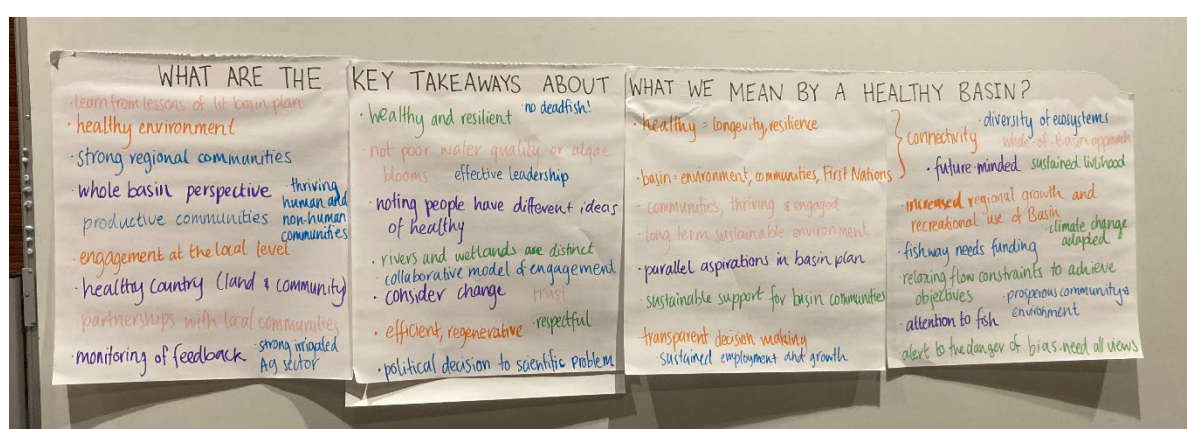 WHAT ARE THE KEY TAKEAWAYS ABOUT WHAT WE MEAN BY A HEALTHY BASIN?
·learn from lessons of 1st basin plan
·healthy environment
·strong regional communities
·whole basin perspective
·thriving
human and
non-human
communities
productive communities
·engagement at the local level
·healthy country (land & community)
partnerships with local communities
·monitoring of feedback
·strong irrigated
Ag sector
·healthy and resilient
·no deadfish!
·not poor water quality or algae
blooms
effective leadership
·noting people have different ideas
of healthy
·rivers and wetlands are distinct
·collaborative model of engagement
·consider change
trust
·efficient, regenerative
·respectful
·political decision to scientific problem
·healthy = longevity, resilience
·basin = environment, communities, First Nations
·communities, thriving & engaged
·long term sustainable environment
·parallel aspirations in basin plan
·sustainable support for basin communities
transparent decision making
sustained employment and growth
connectivity
·diversity of ecosystems
whole-of-Basin approach
·future-minded
sustained livlihood
·increased regional growth and
recreational use of Basin
·climate change
adapted
·fishway needs funding
·relaxing flow constraints to achieve
objectives
·prosperous community &
environment
·attention to fish
alert to the danger of bias-need all views